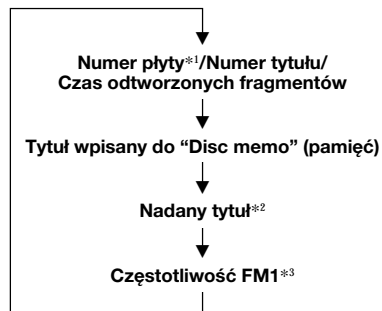 Numer płyty*1/Numer tytułu/
Czas odtworzonych fragmentów
Tytuł wpisany do “Disc memo” (pamięć)
Nadany tytuł*2
Częstotliwość FM1*3